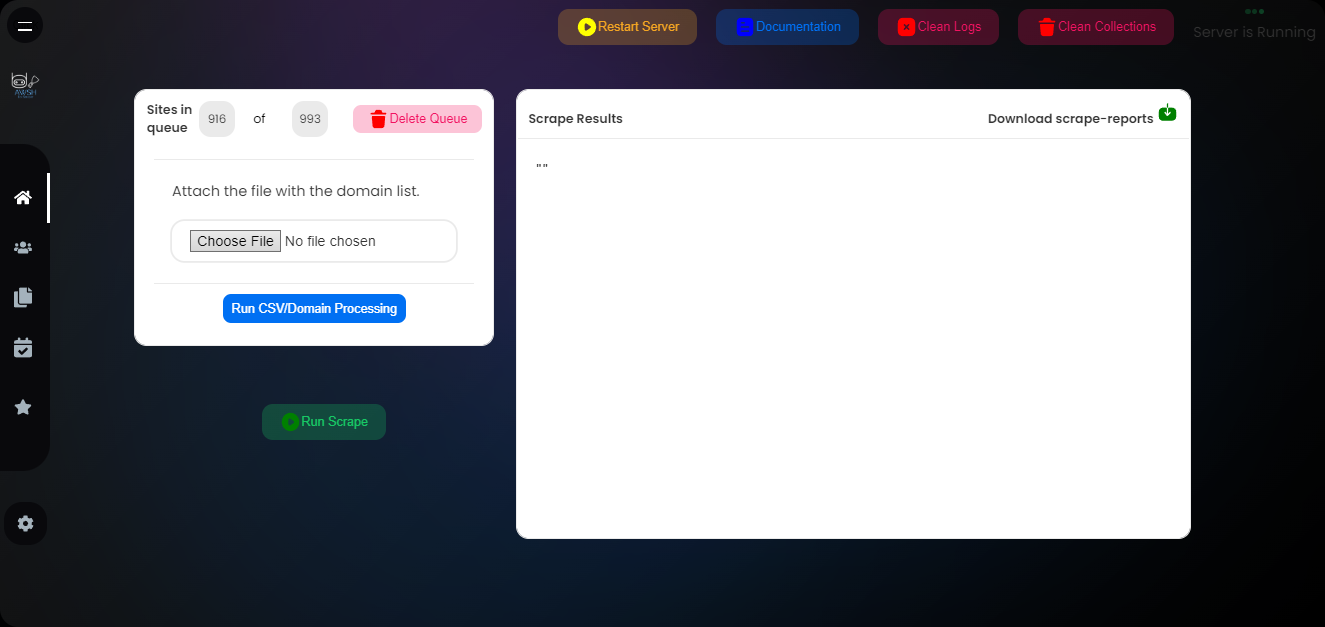 Restart Server
Documentation
Clean Logs
Clean Collections
Server is Running
AWSH
Sites in
queue
916
of
993
Delete Queue
Attach the file with the domain list.
Choose File No file chosen
Run CSV/Domain Processing
Run Scrape
Scrape Results
Download scrape-reports
""